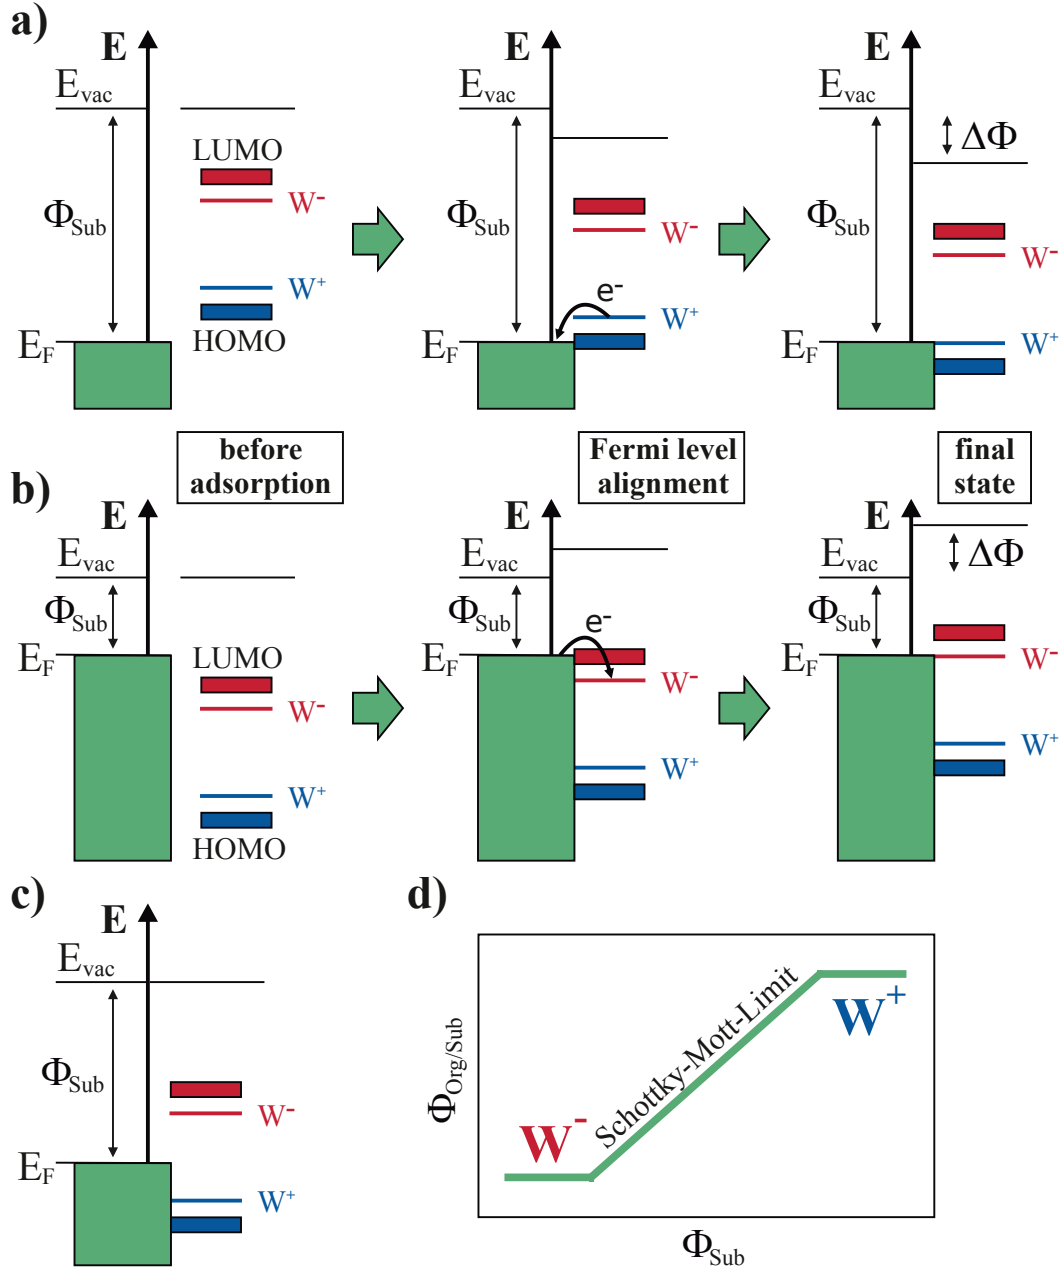 a)
E
E
E
Evac
Evac
Evac
ΔΦ
LUMO
W-
W-
W-
ΦSub
ΦSub
ΦSub
W+
e-
W+
W+
HOMO
EF
EF
EF
before
adsorption
Fermi level
alignment
final
state
b)
E
E
E
Evac
Evac
Evac
ΔΦ
ΦSub
ΦSub
ΦSub
e-
EF
EF
EF
LUMO
W-
W-
W-
W+
W+
W+
HOMO
c)
E
Evac
ΦSub
W-
EF
W+
d)
ΦOrg/Sub
Schottky-Mott-Limit
W+
W-
ΦSub